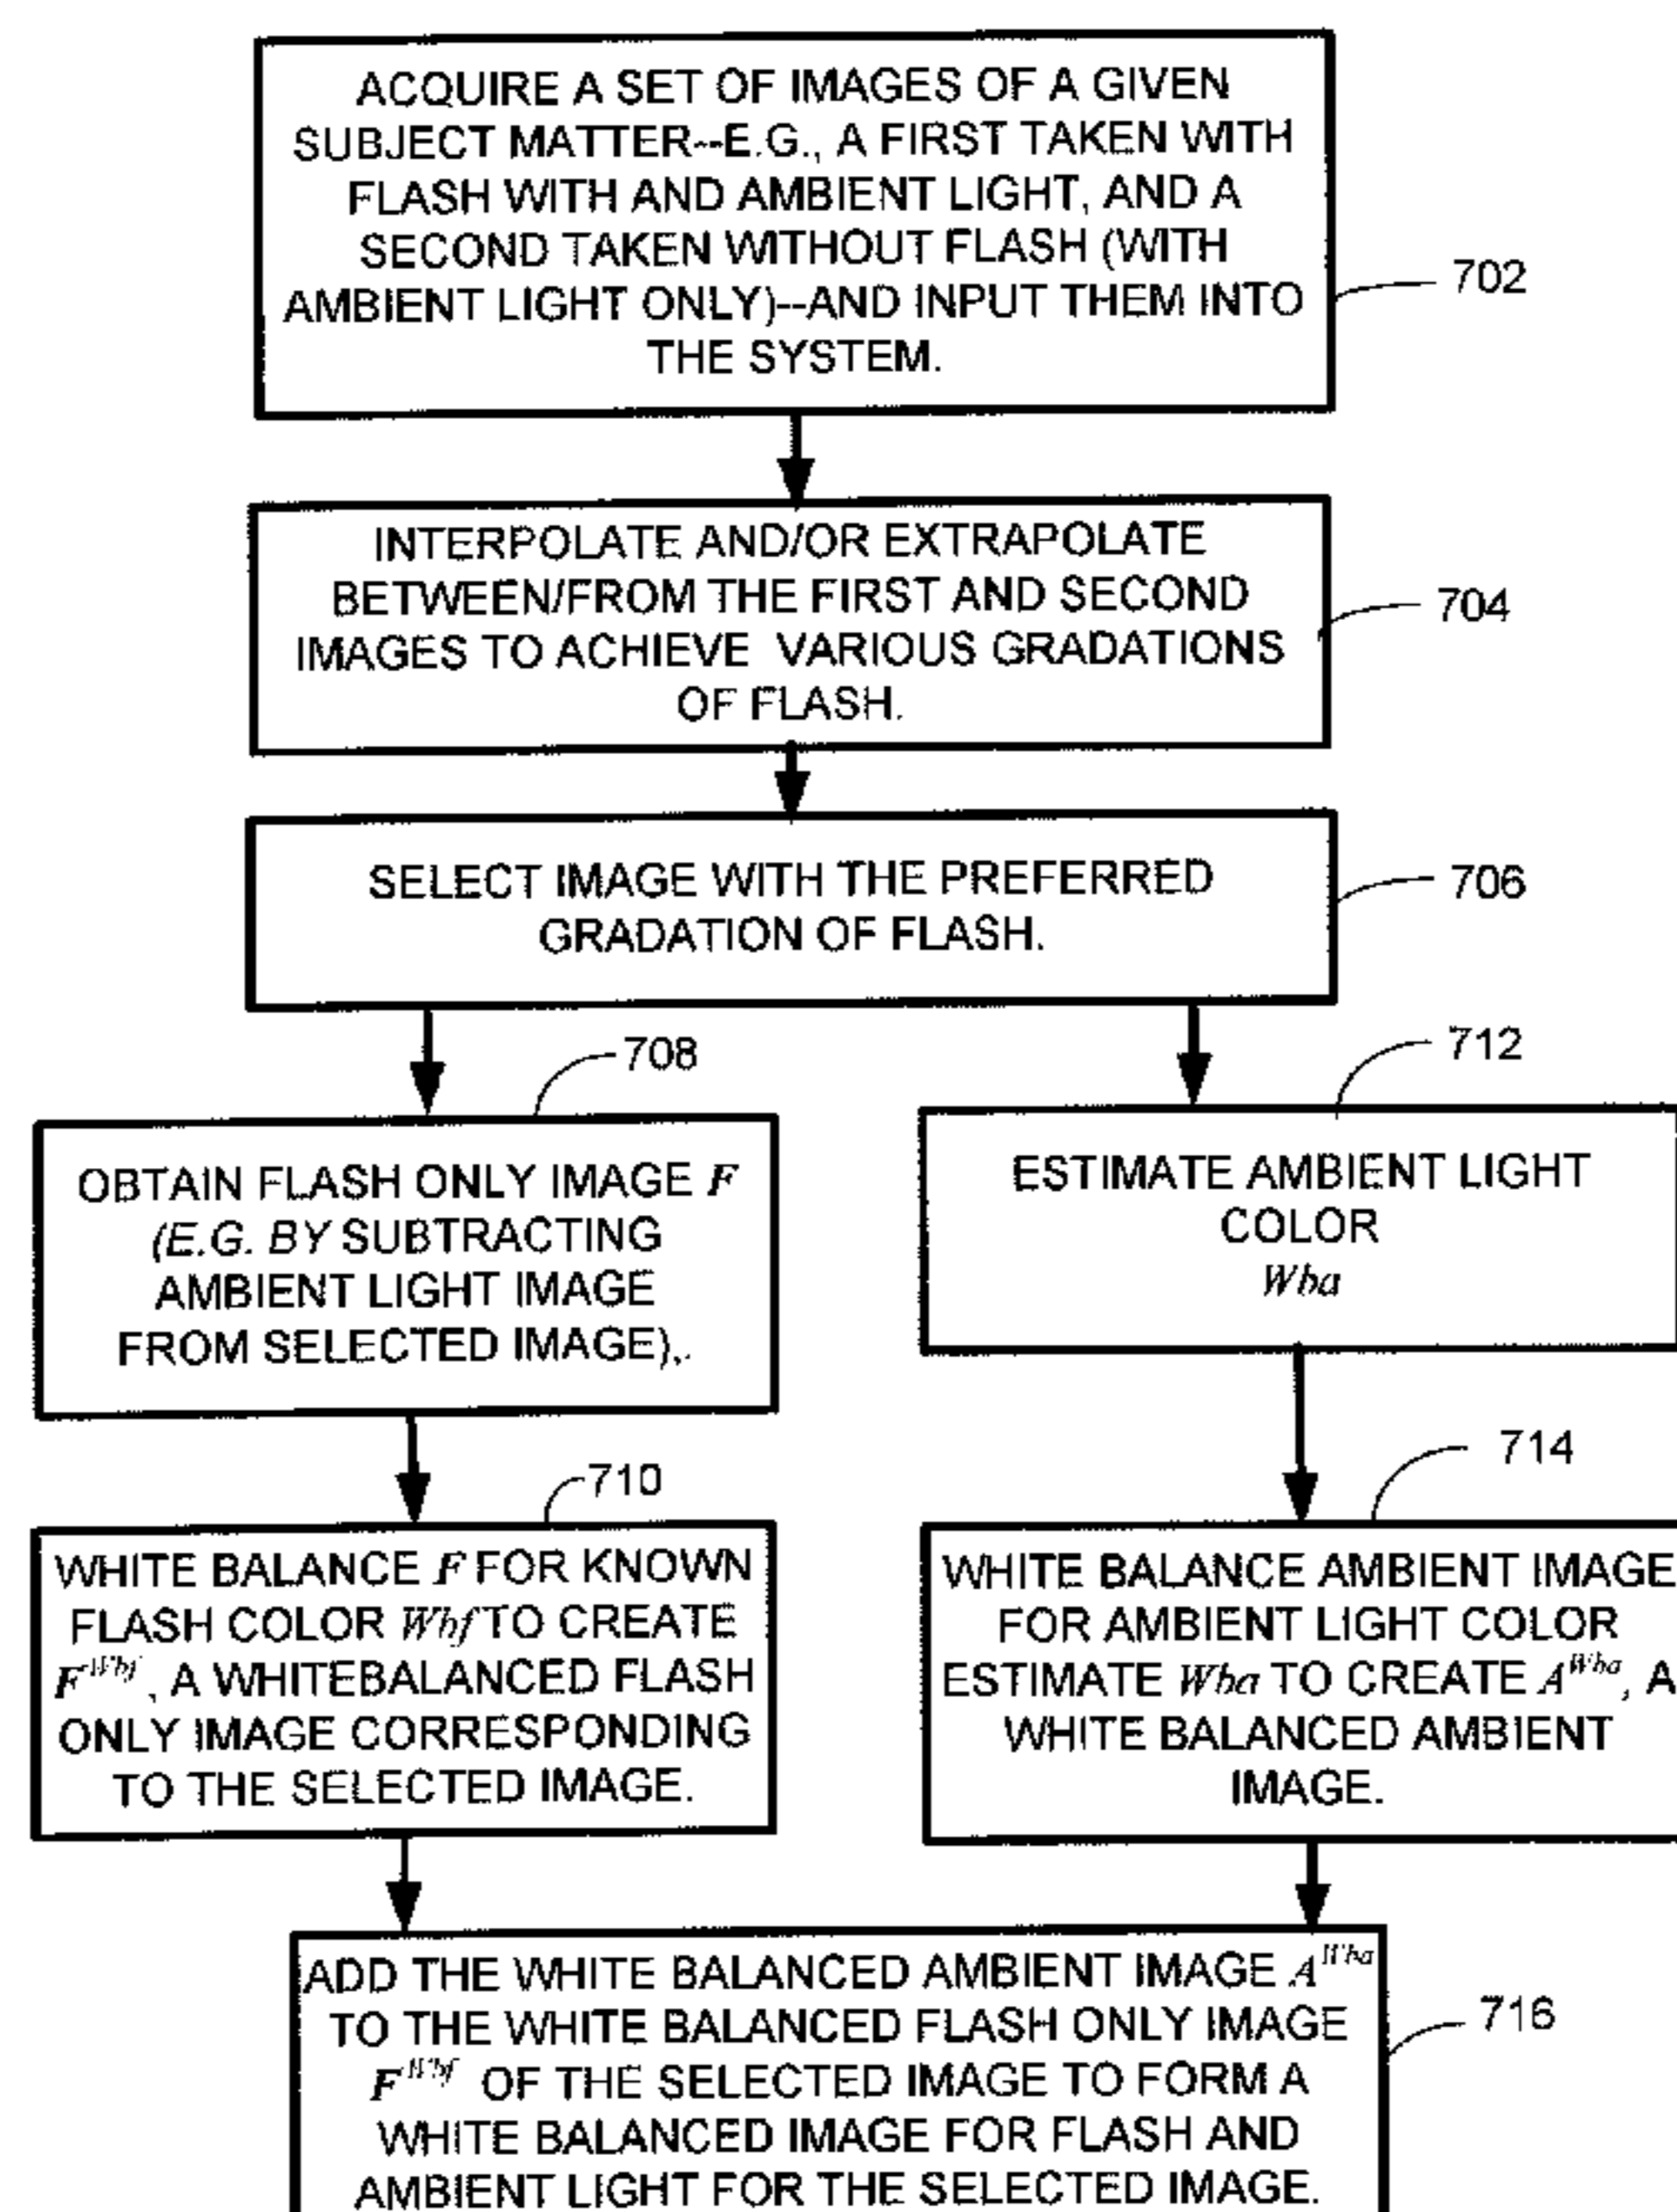 ACQUIRE A SET OF IMAGES OF A GIVEN
SUBJECT MATTER--E.G., A FIRST TAKEN WITH
FLASH WITH AND AMBIENT LIGHT, AND A
SECOND TAKEN WITHOUT FLASH (WITH
AMBIENT LIGHT ONLY)--AND INPUT THEM INTO
THE SYSTEM.
702
INTERPOLATE AND/OR EXTRAPOLATE
BETWEEN/FROM THE FIRST AND SECOND
IMAGES TO ACHIEVE VARIOUS GRADATIONS
OF FLASH.
704
SELECT IMAGE WITH THE PREFERRED
GRADATION OF FLASH.
706
708
OBTAIN FLASH ONLY IMAGE F
(E.G. BY SUBTRACTING
AMBIENT LIGHT IMAGE
FROM SELECTED IMAGE),.
710
WHITE BALANCE F FOR KNOWN
FLASH COLOR Wbf TO CREATE
F^Wbf, A WHITEBALANCED FLASH
ONLY IMAGE CORRESPONDING
TO THE SELECTED IMAGE.
712
ESTIMATE AMBIENT LIGHT
COLOR
Wba
714
WHITE BALANCE AMBIENT IMAGE
FOR AMBIENT LIGHT COLOR
ESTIMATE Wba TO CREATE A^Wba, A
WHITE BALANCED AMBIENT
IMAGE.
ADD THE WHITE BALANCED AMBIENT IMAGE A^Wba
TO THE WHITE BALANCED FLASH ONLY IMAGE
F^Wbf OF THE SELECTED IMAGE TO FORM A
WHITE BALANCED IMAGE FOR FLASH AND
AMBIENT LIGHT FOR THE SELECTED IMAGE.
716